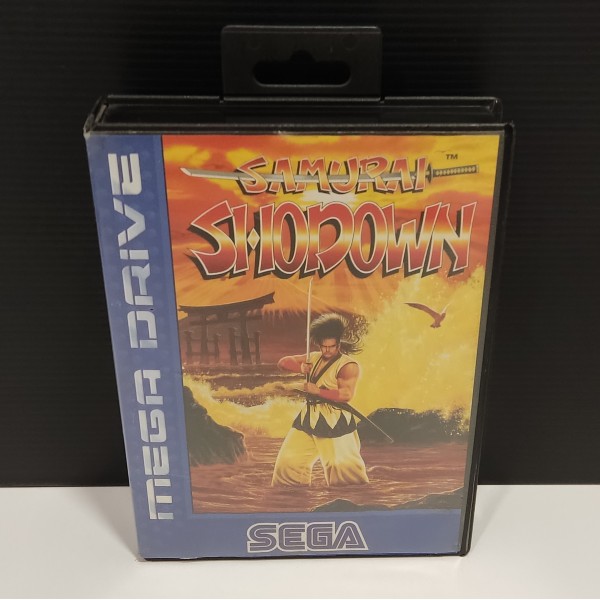 SAMURAI ™
SHODOWN
MEGA DRIVE
SEGA